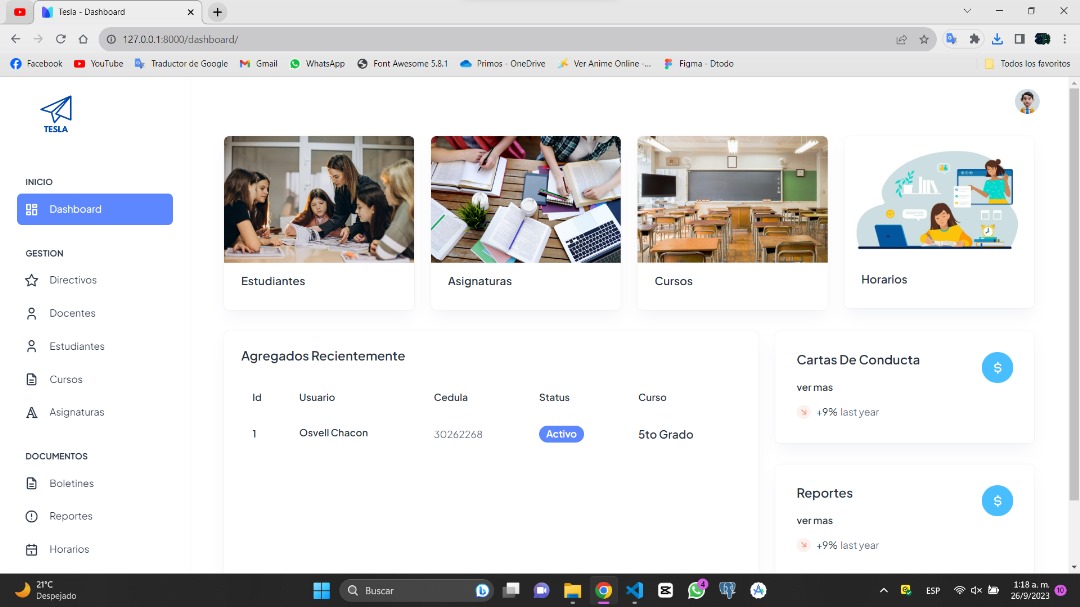 Tesla - Dashboard
127.0.0.1:8000/dashboard/
Facebook
YouTube
Traductor de Google
Gmail
WhatsApp
Font Awesome 5.8.1
Primos - OneDrive
Ver Anime Online -...
Figma - Dtodo
Todos los favoritos
TESLA
INICIO
Dashboard
GESTION
Directivos
Docentes
Estudiantes
Cursos
Asignaturas
DOCUMENTOS
Boletines
Reportes
Horarios
Estudiantes
Asignaturas
Cursos
Horarios
Agregados Recientemente
Id Usuario Cedula Status Curso
1 Osvell Chacon 30262268 Activo 5to Grado
Cartas De Conducta
$
ver mas
+9% last year
Reportes
$
ver mas
+9% last year
21°C
Despejado
Buscar
4
ESP
1:18 a. m.
26/9/2023
10